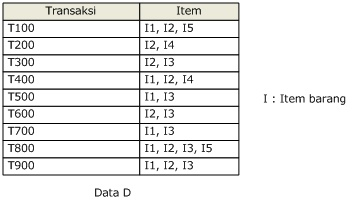 Transaksi Item
T100 I1, I2, I5
T200 I2, I4
T300 I2, I3
T400 I1, I2, I4
T500 I1, I3
T600 I2, I3
T700 I1, I3
T800 I1, I2, I3, I5
T900 I1, I2, I3
I : Item barang
Data D